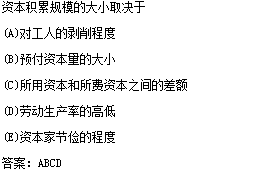 资本积累规模的大小取决于
(A)对工人的剥削程度
(B)预付资本量的大小
(C)所用资本和所费资本之间的差额
(D)劳动生产率的高低
(E)资本家节俭的程度
答案：ABCD